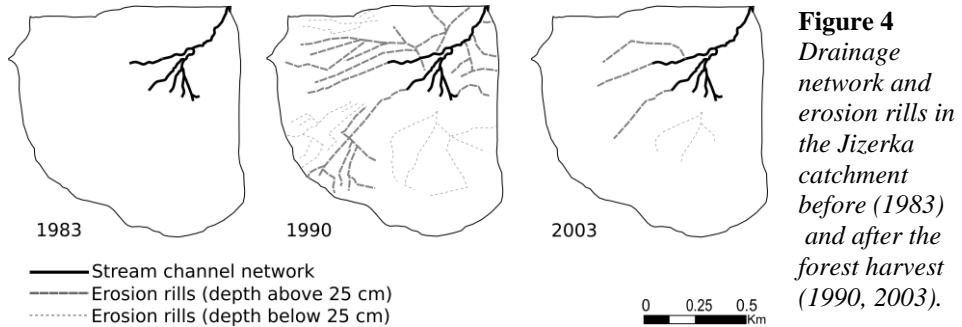 1983
1990
2003
Stream channel network
Erosion rills (depth above 25 cm)
Erosion rills (depth below 25 cm)
0 0.25 0.5
Km
Figure 4
Drainage
network and
erosion rills in
the Jizerka
catchment
before (1983)
and after the
forest harvest
(1990, 2003).